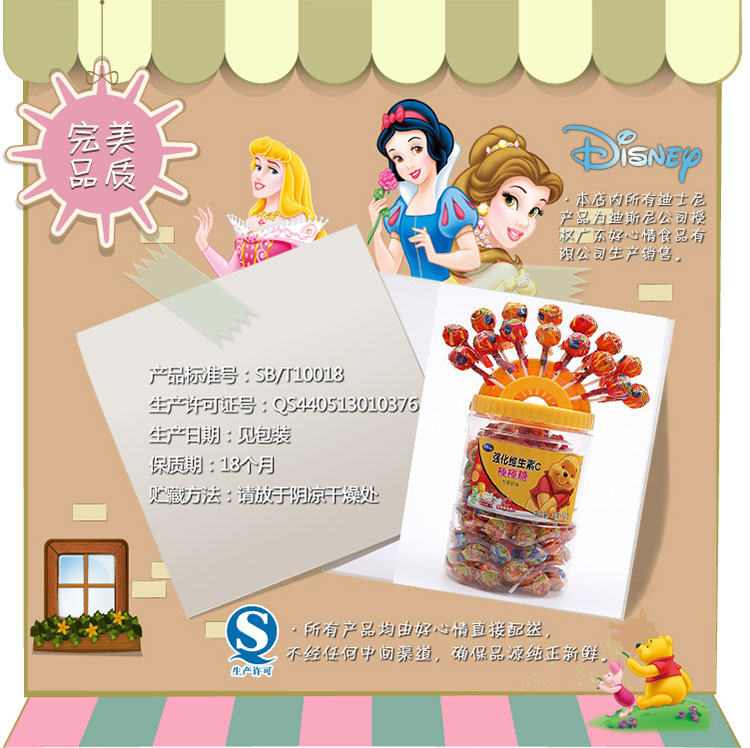 完美
品质
Disney
·本店内所有迪士尼
产品为迪斯尼公司授
权广东好心情食品有
限公司生产销售。
产品标准号：SB/T10018
生产许可证号：QS440513010376
生产日期：见包装
保质期：18个月
贮藏方法：请放于阴凉干燥处
强化维生素C
棒棒糖
生产许可
·所有产品均由好心情直接配送，
不经任何中间渠道，确保品源纯正新鲜。